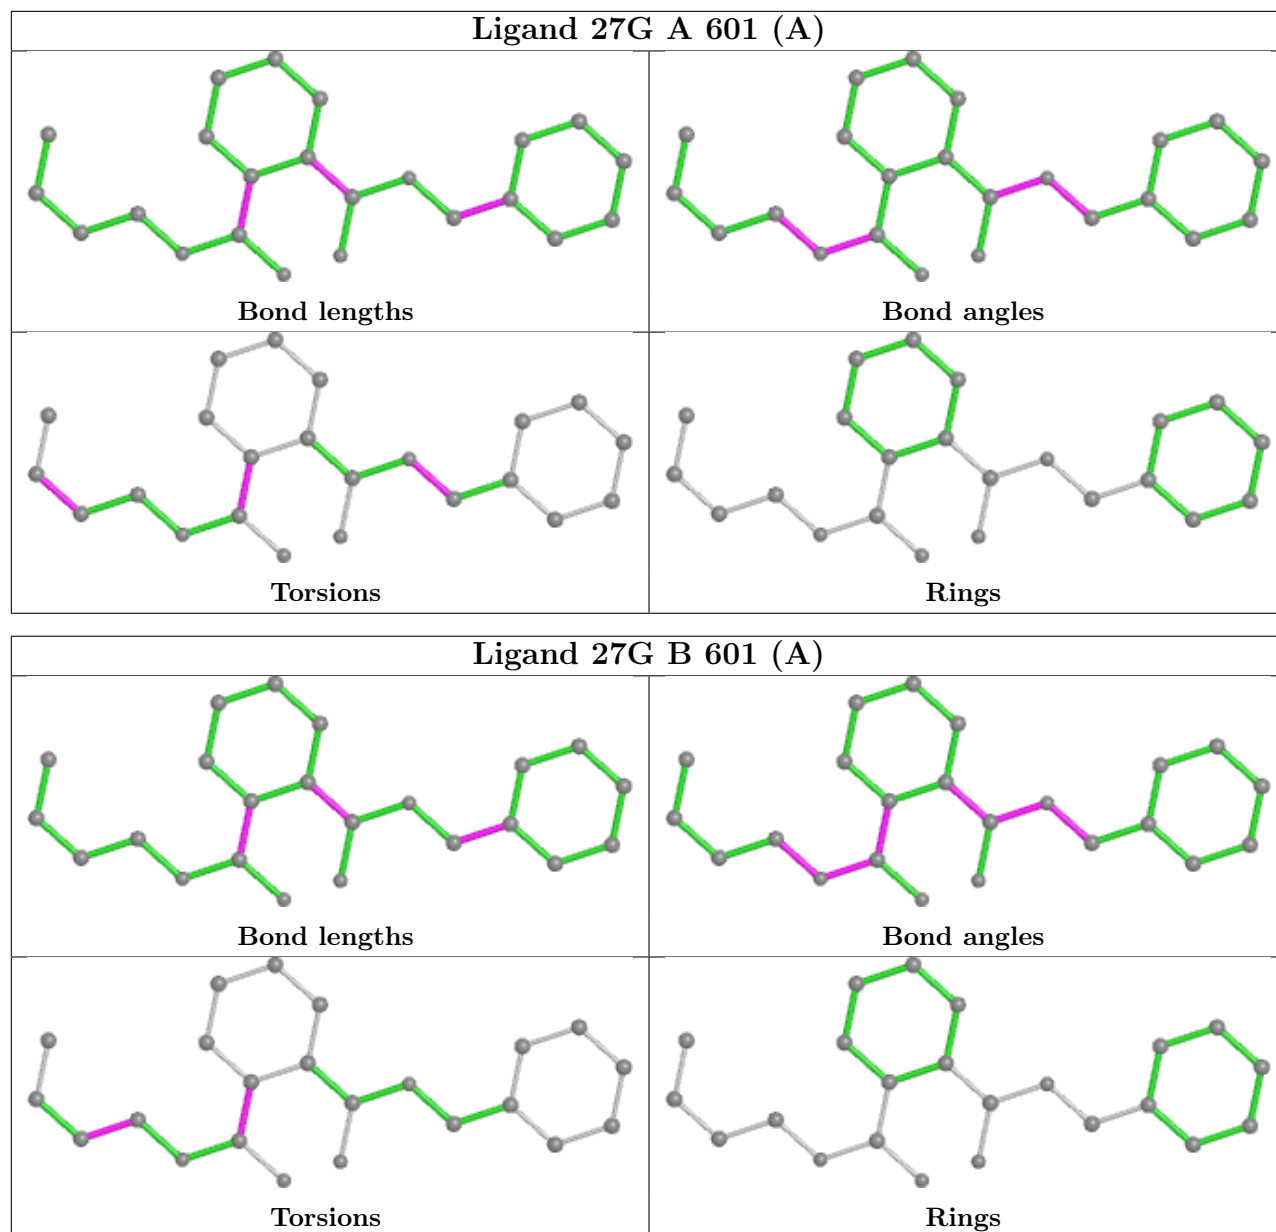 Ligand 27G A 601 (A)
Bond lengths
Bond angles
Torsions
Rings
Ligand 27G B 601 (A)
Bond lengths
Bond angles
Torsions
Rings